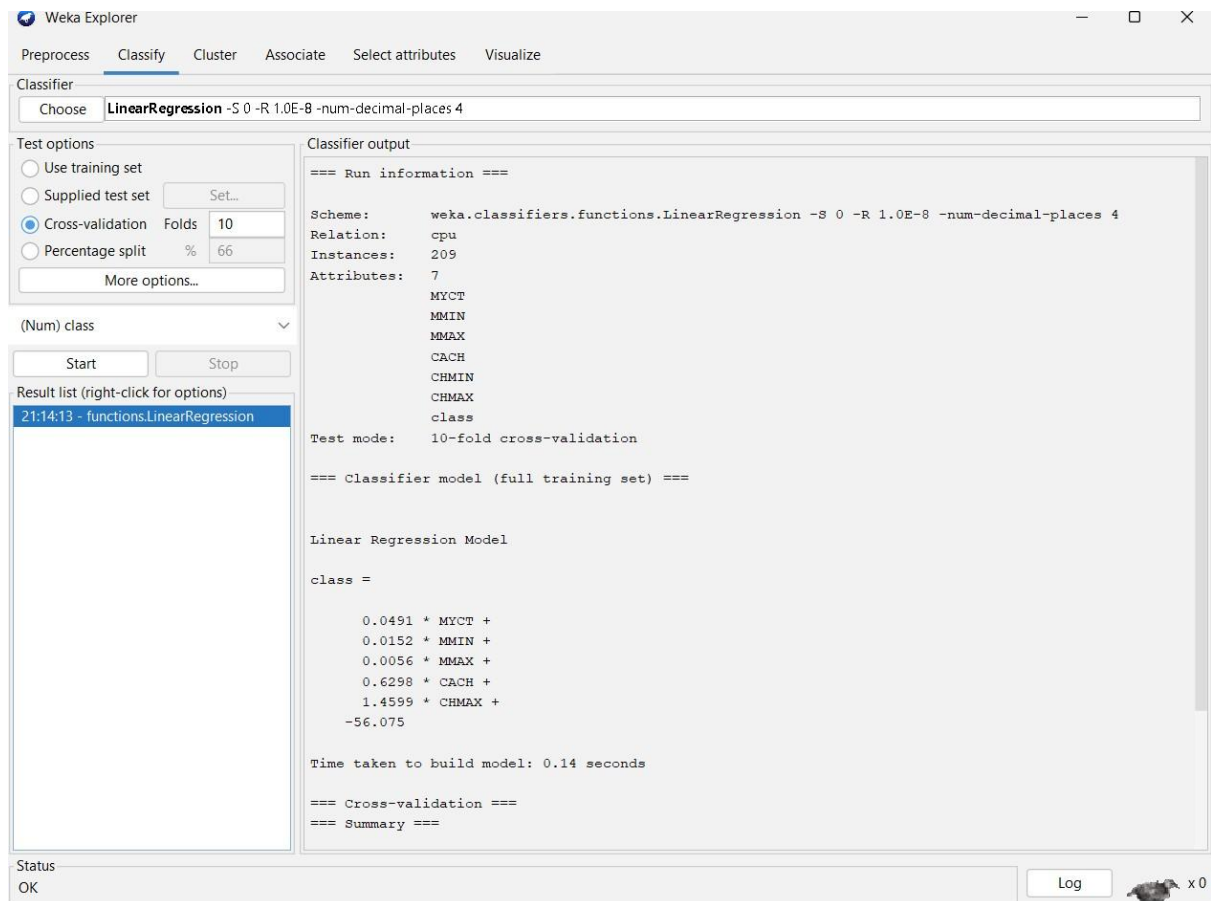 Weka Explorer
Preprocess Classify Cluster Associate Select attributes Visualize
Classifier
Choose LinearRegression -S 0 -R 1.0E-8 -num-decimal-places 4
Test options
Use training set
Supplied test set Set...
Cross-validation Folds 10
Percentage split % 66
More options...
(Num) class
Start Stop
Result list (right-click for options)
21:14:13 - functions.LinearRegression
Classifier output
=== Run information ===
Scheme: weka.classifiers.functions.LinearRegression -S 0 -R 1.0E-8 -num-decimal-places 4
Relation: cpu
Instances: 209
Attributes: 7
MYCT
MMIN
MMAX
CACH
CHMIN
CHMAX
class
Test mode: 10-fold cross-validation
=== Classifier model (full training set) ===
Linear Regression Model
class =
0.0491 * MYCT +
0.0152 * MMIN +
0.0056 * MMAX +
0.6298 * CACH +
1.4599 * CHMAX +
-56.075
Time taken to build model: 0.14 seconds
=== Cross-validation ===
=== Summary ===
Status
OK
Log x 0